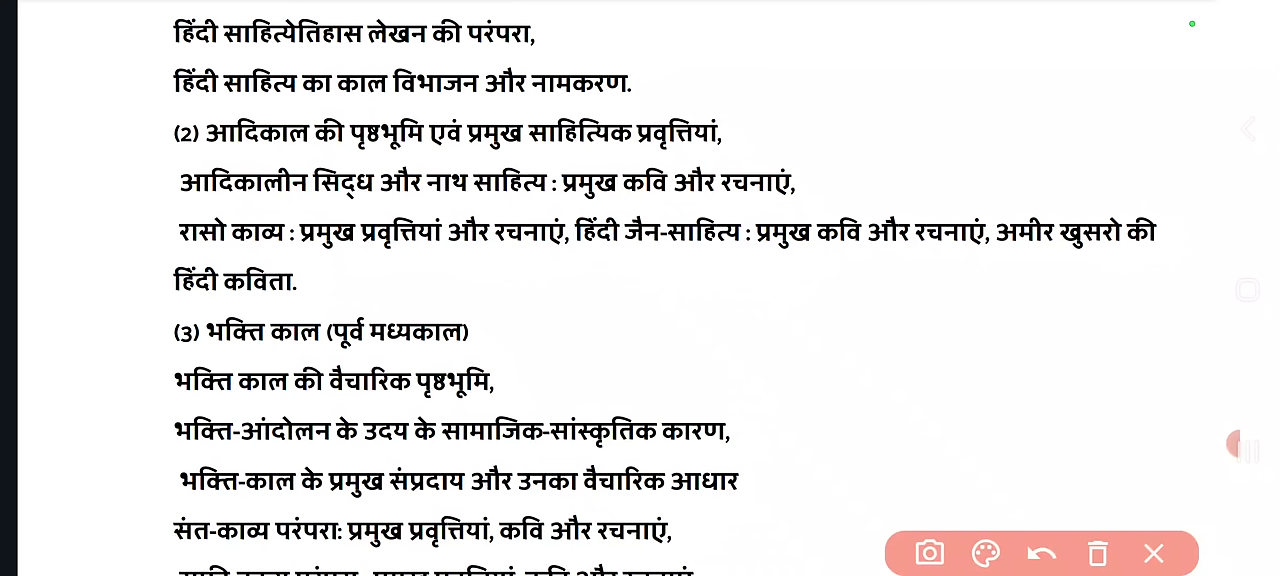 हिंदी साहित्येतिहास लेखन की परंपरा,
हिंदी साहित्य का काल विभाजन और नामकरण.
(2) आदिकाल की पृष्ठभूमि एवं प्रमुख साहित्यिक प्रवृत्तियां,
आदिकालीन सिद्ध और नाथ साहित्य : प्रमुख कवि और रचनाएं,
रासो काव्य : प्रमुख प्रवृत्तियां और रचनाएं, हिंदी जैन-साहित्य : प्रमुख कवि और रचनाएं, अमीर खुसरो की
हिंदी कविता.
(3) भक्ति काल (पूर्व मध्यकाल)
भक्ति काल की वैचारिक पृष्ठभूमि,
भक्ति-आंदोलन के उदय के सामाजिक-सांस्कृतिक कारण,
भक्ति-काल के प्रमुख संप्रदाय और उनका वैचारिक आधार
संत-काव्य परंपरा: प्रमुख प्रवृत्तियां, कवि और रचनाएं,